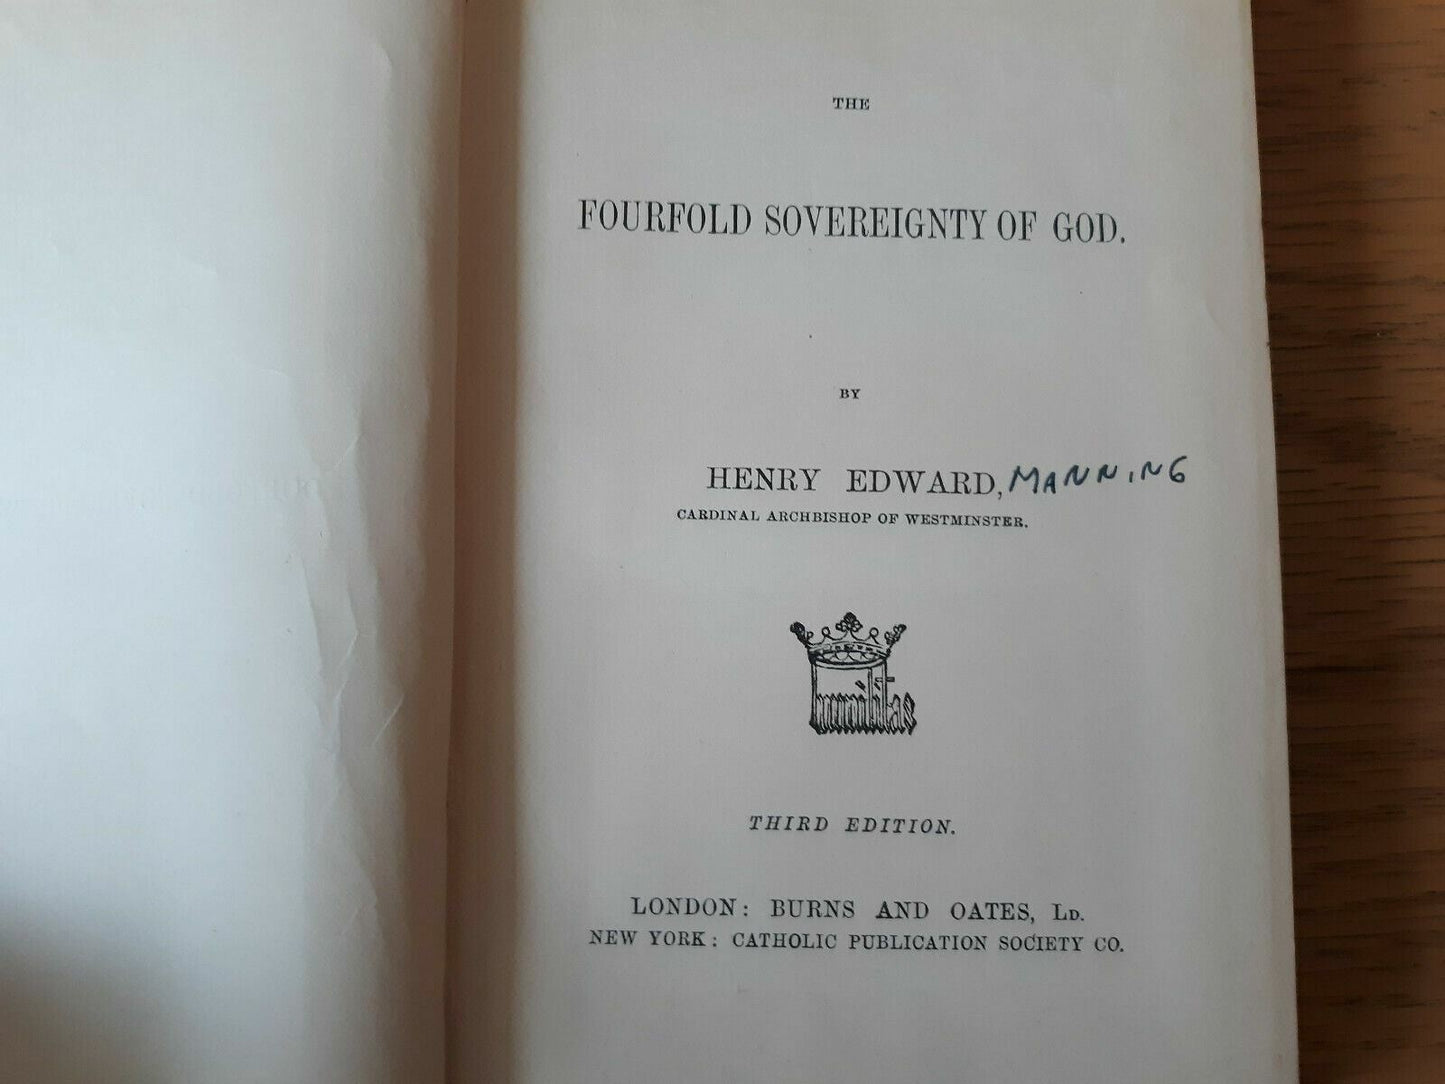 THE
FOURFOLD SOVEREIGNTY OF GOD.
BY
HENRY EDWARD, MANNING
CARDINAL ARCHBISHOP OF WESTMINSTER.
humilitas
THIRD EDITION.
LONDON: BURNS AND OATES, LD.
NEW YORK: CATHOLIC PUBLICATION SOCIETY CO.